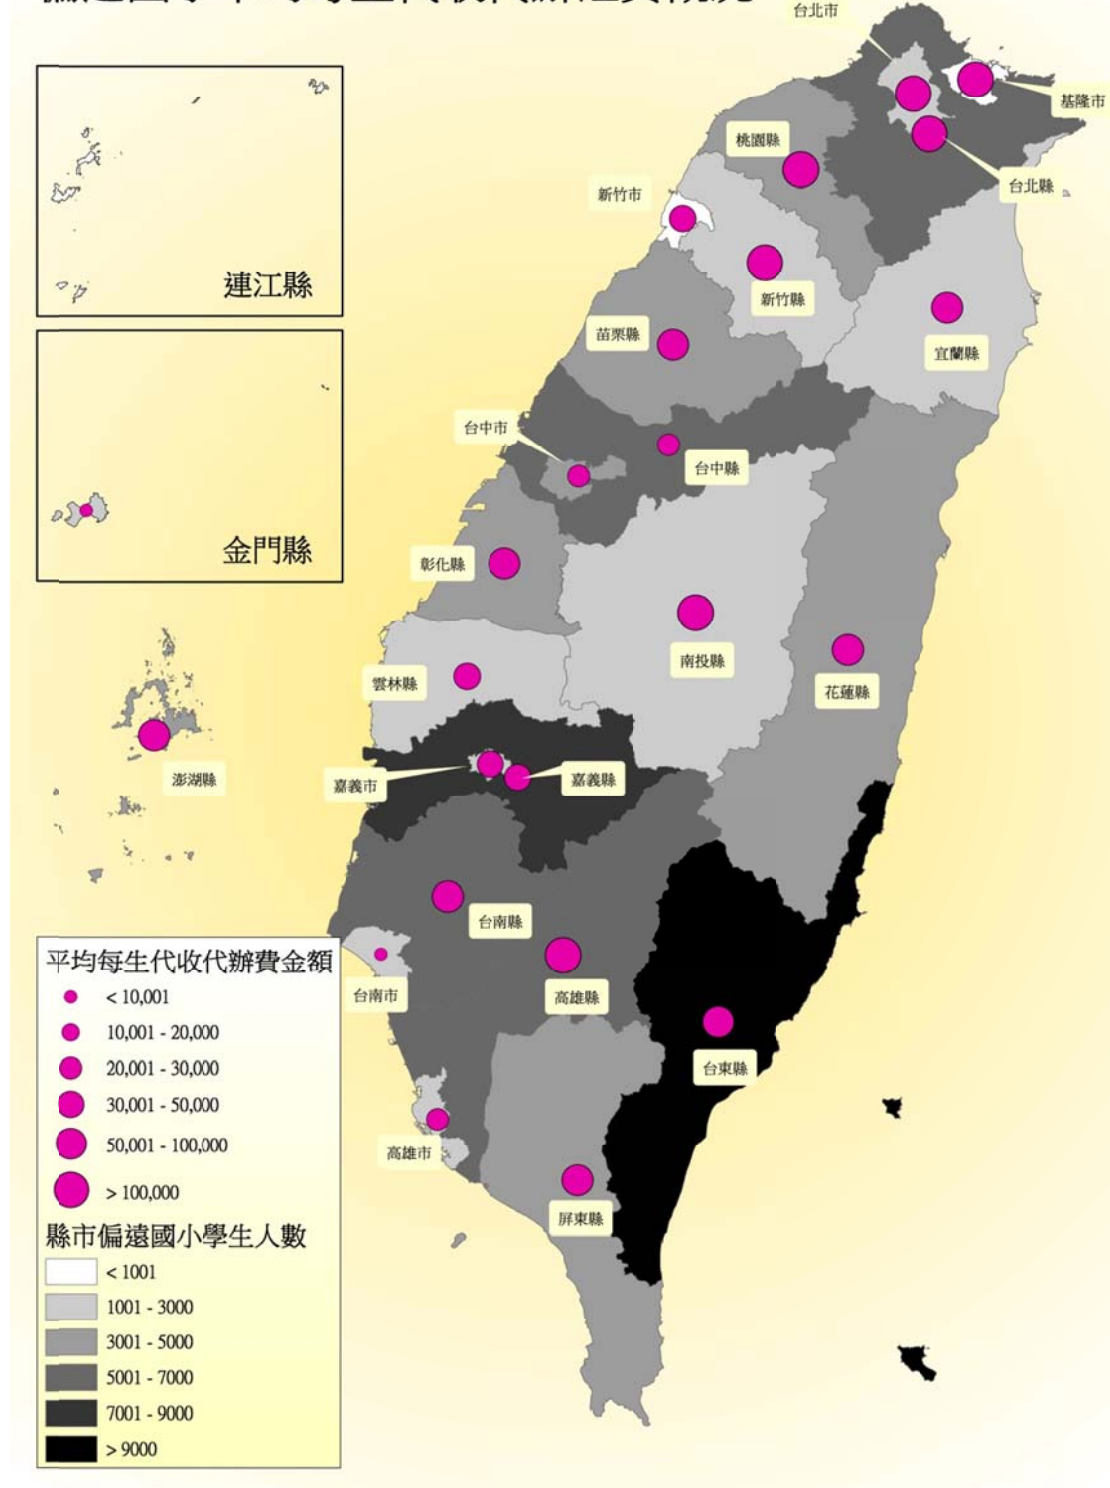 台北市
基隆市
桃園縣
台北縣
新竹市
連江縣
新竹縣
苗栗縣
宜蘭縣
台中市
台中縣
金門縣
彰化縣
南投縣
雲林縣
花蓮縣
澎湖縣
嘉義市
嘉義縣
台南縣
台南市
高雄縣
台東縣
高雄市
屏東縣
平均每生代收代辦費金額
< 10,001
10,001 - 20,000
20,001 - 30,000
30,001 - 50,000
50,001 - 100,000
> 100,000
縣市偏遠國小學生人數
< 1001
1001 - 3000
3001 - 5000
5001 - 7000
7001 - 9000
> 9000